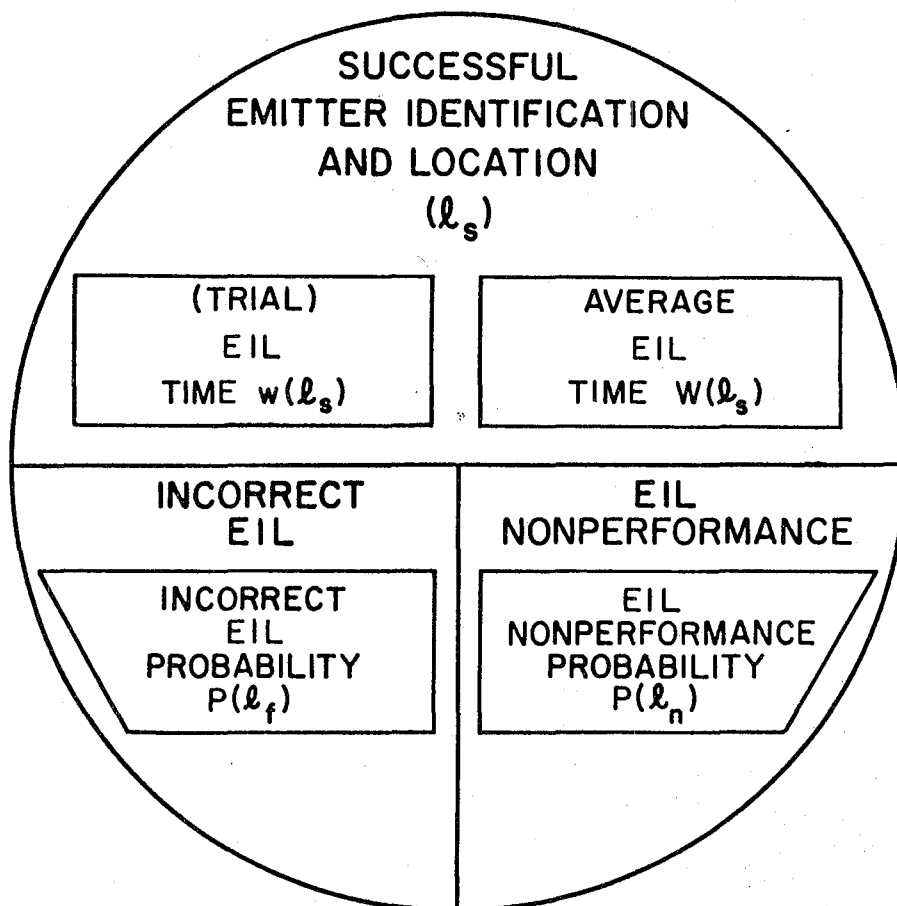 SUCCESSFUL
EMITTER IDENTIFICATION
AND LOCATION
(ℓs)
(TRIAL)
EIL
TIME w(ℓs)
AVERAGE
EIL
TIME W(ℓs)
INCORRECT
EIL
INCORRECT
EIL
PROBABILITY
P(ℓf)
EIL
NONPERFORMANCE
EIL
NONPERFORMANCE
PROBABILITY
P(ℓn)